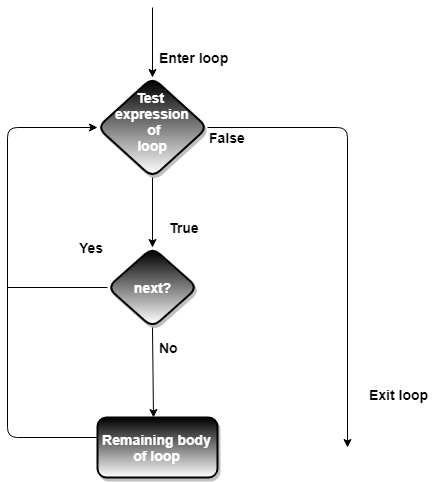 Enter loop
Test
expression
of
loop
False
True
Yes
next?
No
Exit loop
Remaining body
of loop